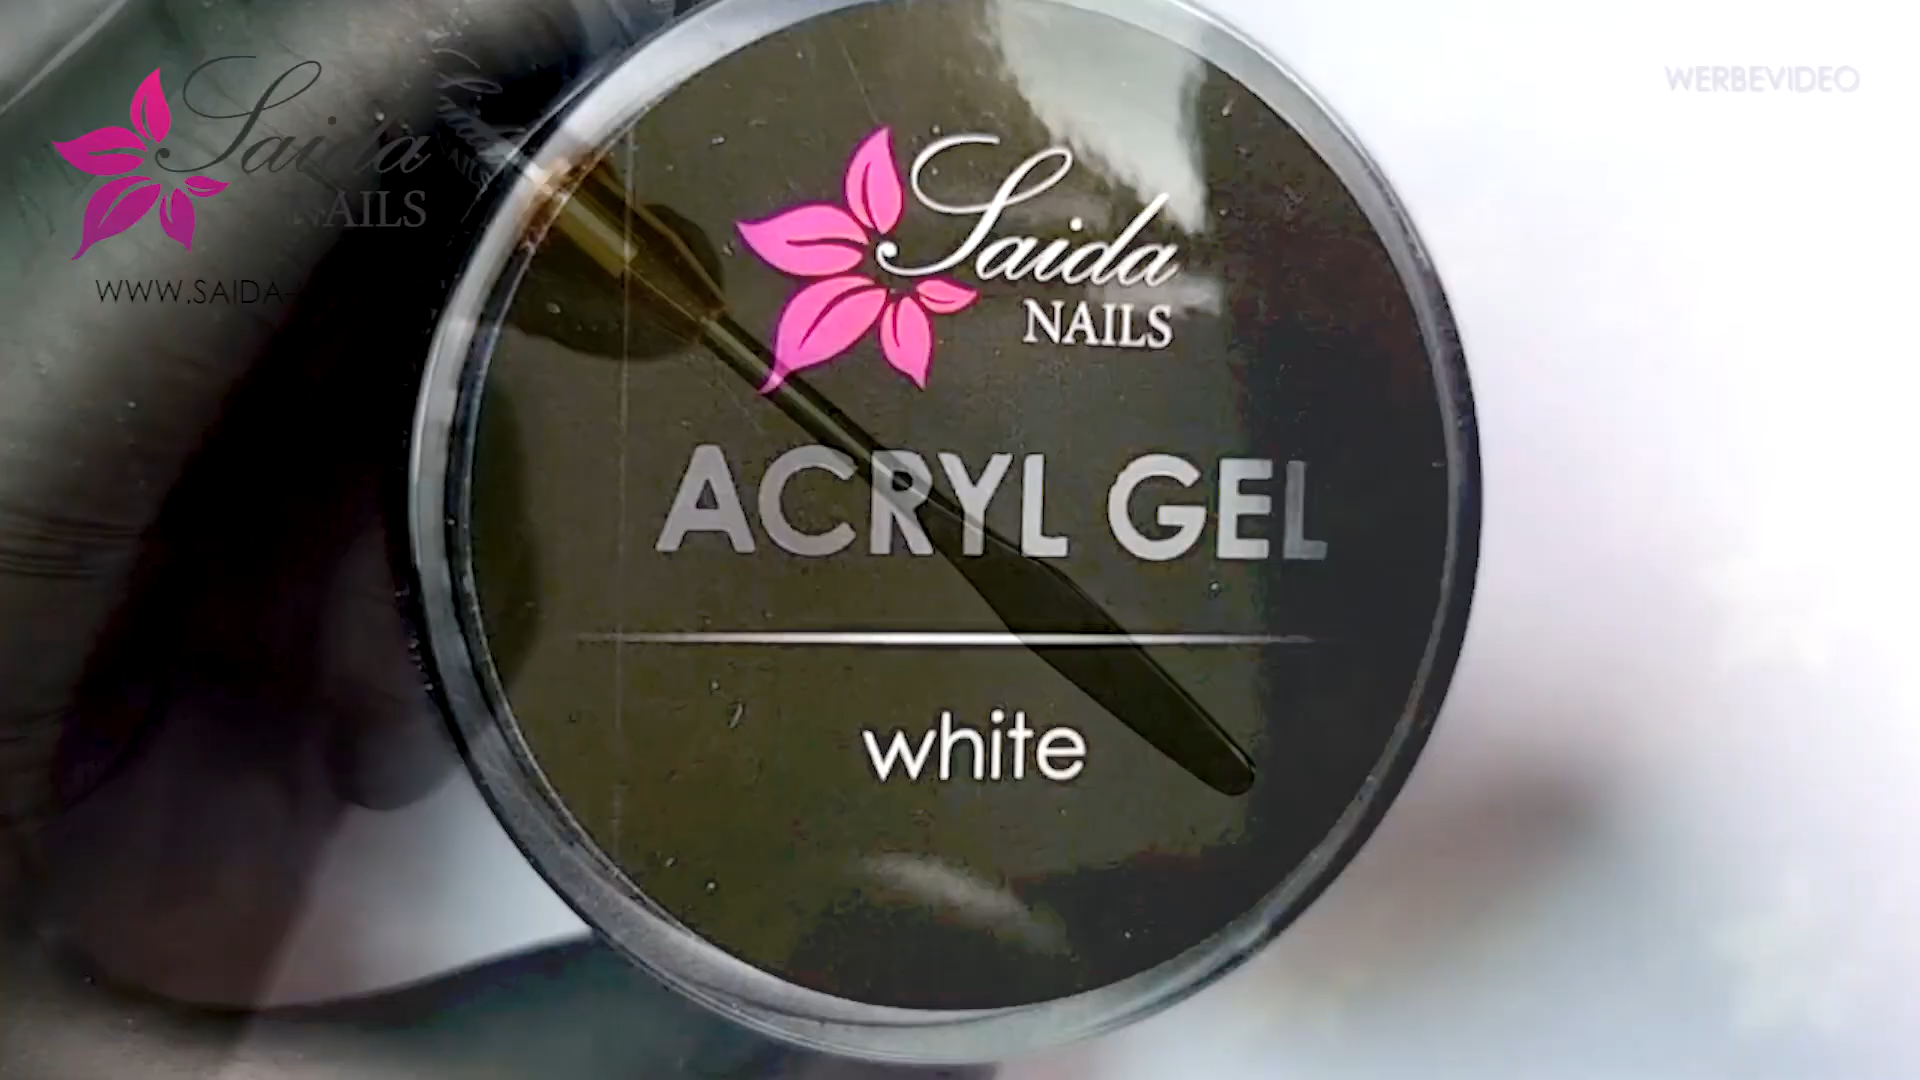 Saida
NAILS
WWW.SAIDA-
WERBEVIDEO
Saida
NAILS
ACRYL GEL
white